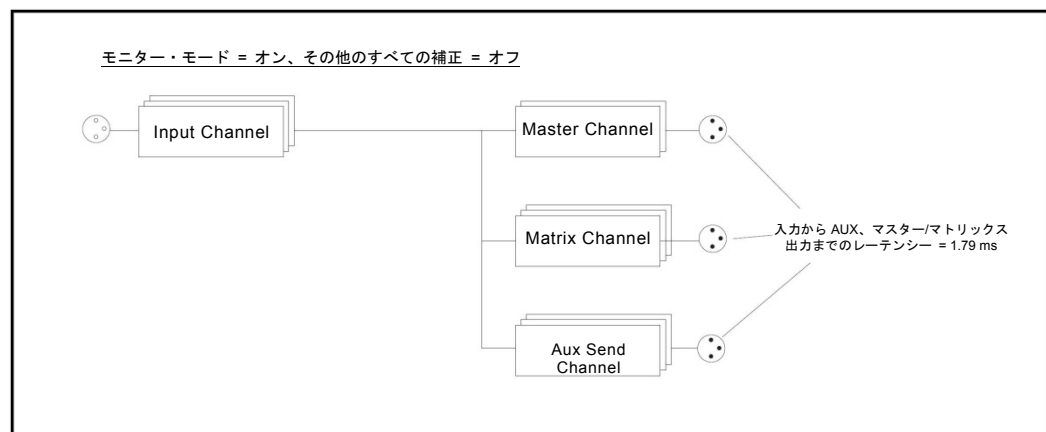 モニター・モード = オン、その他のすべての補正 = オフ
Input Channel
Master Channel
Matrix Channel
入力から AUX、マスター/マトリックス
出力までのレーテンシー = 1.79 ms
Aux Send
Channel